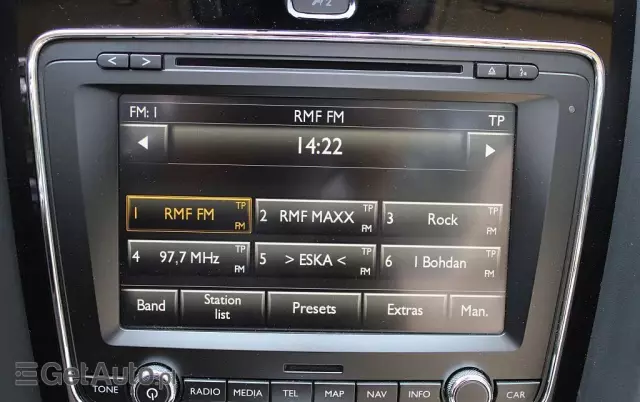 FM: 1 RMF FM TP
14:22
1 RMF FM TP FM 2 RMF MAXX TP FM 3 Rock TP FM
4 97,7 MHz TP FM 5 > ESKA < TP FM 6 I Bohdan TP FM
Band Station list Presets Extras Man.
TONE RADIO MEDIA TEL MAP NAV INFO CAR
GetAuto.pl